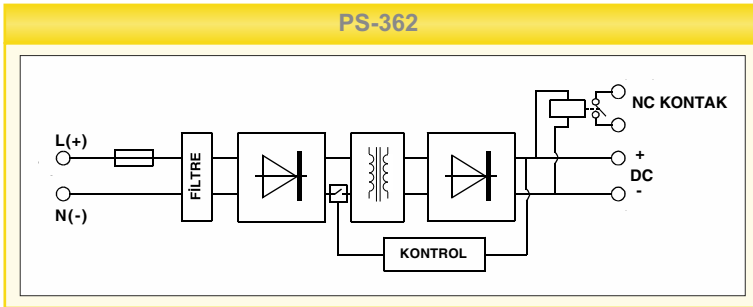 PS-362
NC KONTAK
L(+)
+
DC
-
N(-)
FİLTRE
KONTROL